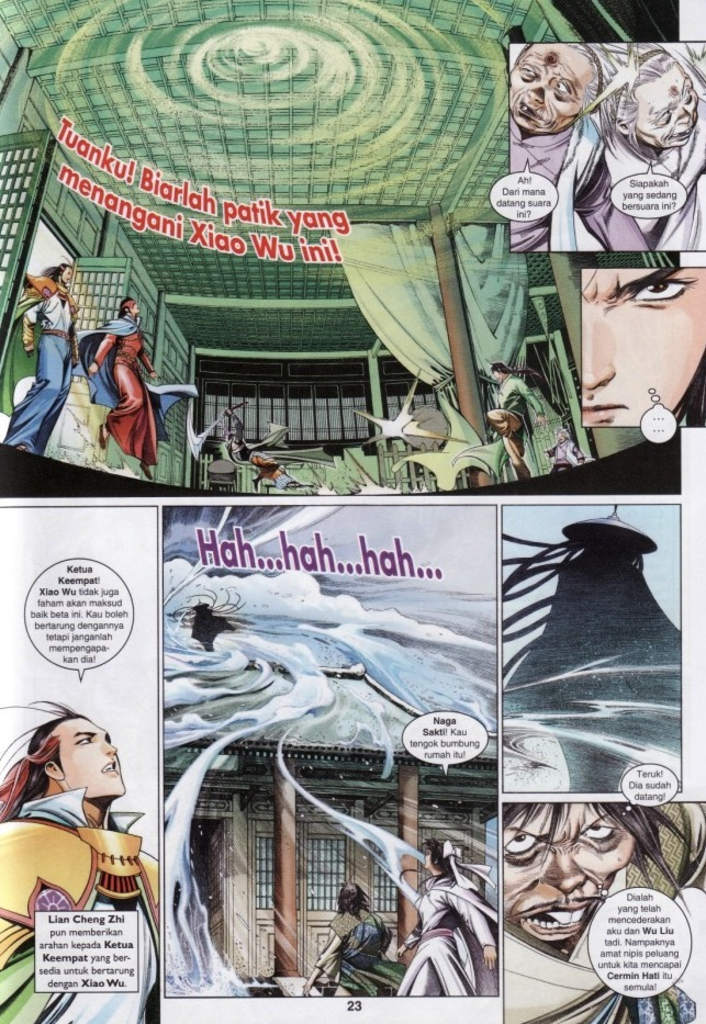 Tuanku! Biarlah patik yang
menangani Xiao Wu ini!
Ah!
Dari mana
datang suara
ini?
Siapakah
yang sedang
bersuara ini?
...
...
Ketua
Keempat!
Xiao Wu tidak juga
faham akan maksud
baik beta ini. Kau boleh
bertarung dengannya
tetapi janganlah
mempengapa-
kan dia!
Lian Cheng Zhi
pun memberikan
arahan kepada Ketua
Keempat yang ber-
sedia untuk bertarung
dengan Xiao Wu.
Hah...hah...hah...
Naga
Sakti! Kau
tengok bumbung
rumah itu!
Teruk!
Dia sudah
datang!
Dialah
yang telah
mencederakan
aku dan Wu Liu
tadi. Nampaknya
amat nipis peluang
untuk kita mencapai
Cermin Hati itu
semula!
23